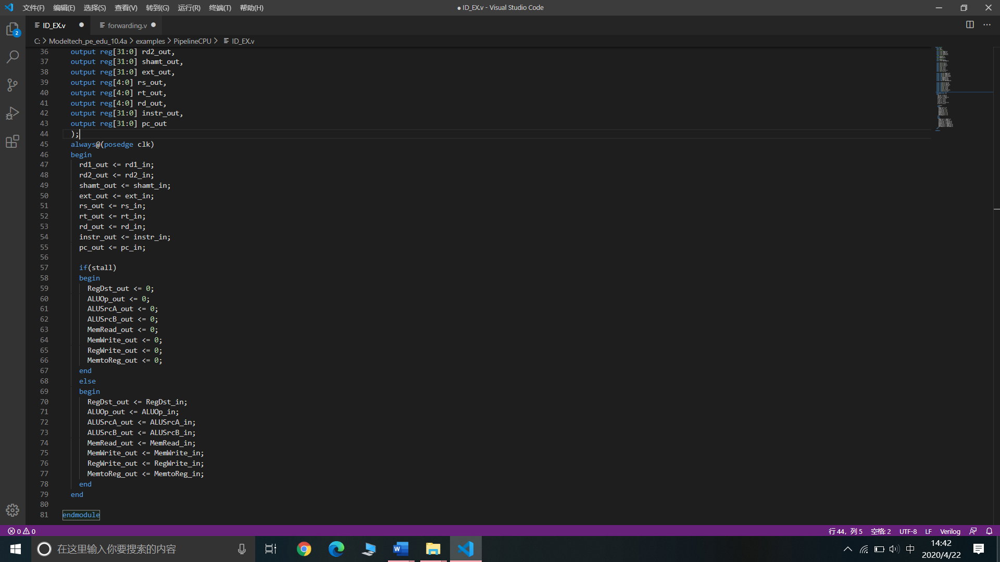 文件(F) 编辑(E) 选择(S) 查看(V) 转到(G) 运行(R) 终端(T) 帮助(H) ● ID_EX.v - Visual Studio Code
ID_EX.v forwarding.v
C: > Modeltech_pe_edu_10.4a > examples > PipelineCPU > ID_EX.v
2
36 output reg[31:0] rd2_out,
37 output reg[31:0] shamt_out,
38 output reg[31:0] ext_out,
39 output reg[4:0] rs_out,
40 output reg[4:0] rt_out,
41 output reg[4:0] rd_out,
42 output reg[31:0] instr_out,
43 output reg[31:0] pc_out
44 );
45 always@(posedge clk)
46 begin
47 rd1_out <= rd1_in;
48 rd2_out <= rd2_in;
49 shamt_out <= shamt_in;
50 ext_out <= ext_in;
51 rs_out <= rs_in;
52 rt_out <= rt_in;
53 rd_out <= rd_in;
54 instr_out <= instr_in;
55 pc_out <= pc_in;
56
57 if(stall)
58 begin
59 RegDst_out <= 0;
60 ALUOp_out <= 0;
61 ALUSrcA_out <= 0;
62 ALUSrcB_out <= 0;
63 MemRead_out <= 0;
64 MemWrite_out <= 0;
65 RegWrite_out <= 0;
66 MemtoReg_out <= 0;
67 end
68 else
69 begin
70 RegDst_out <= RegDst_in;
71 ALUOp_out <= ALUOp_in;
72 ALUSrcA_out <= ALUSrcA_in;
73 ALUSrcB_out <= ALUSrcB_in;
74 MemRead_out <= MemRead_in;
75 MemWrite_out <= MemWrite_in;
76 RegWrite_out <= RegWrite_in;
77 MemtoReg_out <= MemtoReg_in;
78 end
79 end
80
81 endmodule
0 0 行 44，列 5 空格: 2 UTF-8 LF Verilog
在这里输入你要搜索的内容 中 14:42
2020/4/22